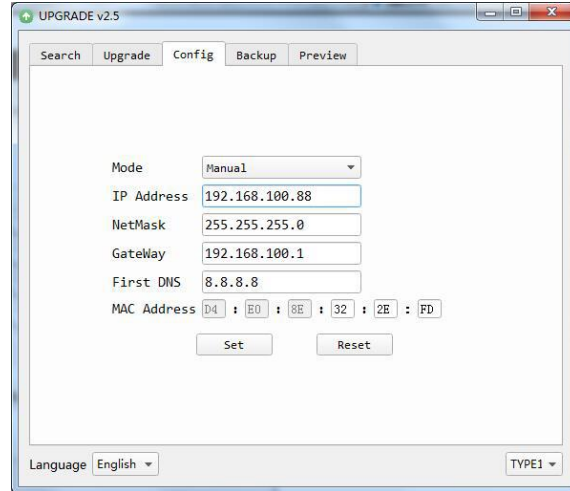 UPGRADE v2.5
Search Upgrade Config Backup Preview
Mode Manual
IP Address 192.168.100.88
NetMask 255.255.255.0
GateWay 192.168.100.1
First DNS 8.8.8.8
MAC Address D4 : E0 : 8E : 32 : 2E : FD
Set Reset
Language English TYPE1